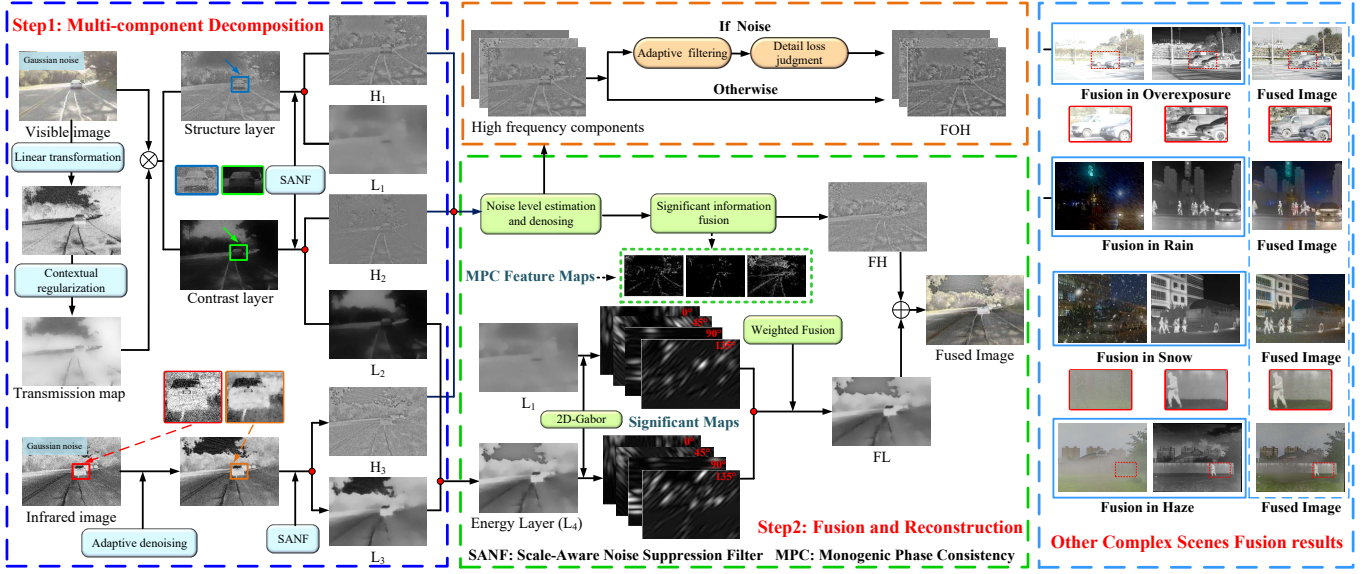 Step1: Multi-component Decomposition
Gaussian noise
Visible image
Linear transformation
Contextual
regularization
Transmission map
Structure layer
SANF
Contrast layer
H1
L1
H2
L2
Gaussian noise
Infrared image
Adaptive denoising
SANF
H3
L3
High frequency components
If Noise
Adaptive filtering
Detail loss
judgment
Otherwise
FOH
Noise level estimation
and denosing
Significant information
fusion
MPC Feature Maps
FH
L1
2D-Gabor
Energy Layer (L4)
0°
45°
90°
135°
Significant Maps
0°
45°
90°
135°
Weighted Fusion
FL
Fused Image
Step2: Fusion and Reconstruction
SANF: Scale-Aware Noise Suppression Filter MPC: Monogenic Phase Consistency
Fusion in Overexposure
Fused Image
Fusion in Rain
Fused Image
Fusion in Snow
Fused Image
Fusion in Haze
Fused Image
Other Complex Scenes Fusion results